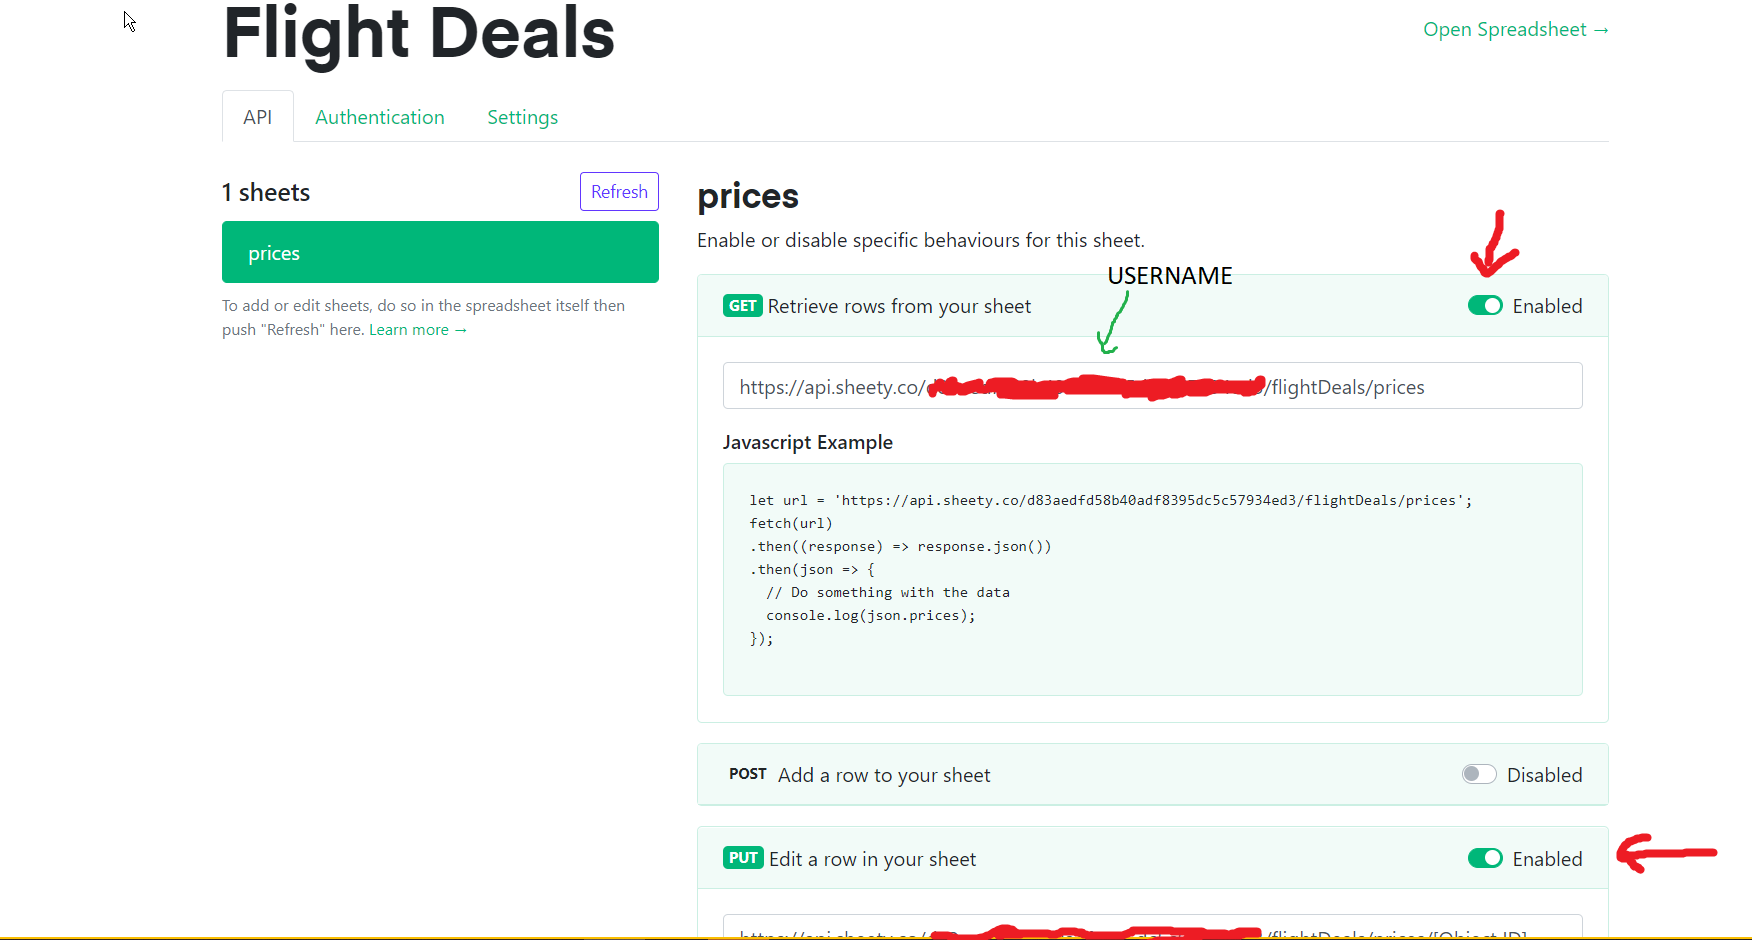 Flight Deals
Open Spreadsheet →
API
Authentication
Settings
1 sheets
Refresh
prices
To add or edit sheets, do so in the spreadsheet itself then
push "Refresh" here. Learn more →
prices
Enable or disable specific behaviours for this sheet.
USERNAME
GET Retrieve rows from your sheet
Enabled
https://api.sheety.co/
/flightDeals/prices
Javascript Example
let url = 'https://api.sheety.co/d83aedfd58b40adf8395dc5c57934ed3/flightDeals/prices';
fetch(url)
.then((response) => response.json())
.then(json => {
// Do something with the data
console.log(json.prices);
});
POST Add a row to your sheet
Disabled
PUT Edit a row in your sheet
Enabled
https://api.sheety.co/
/flightDeals/prices/[Object ID]